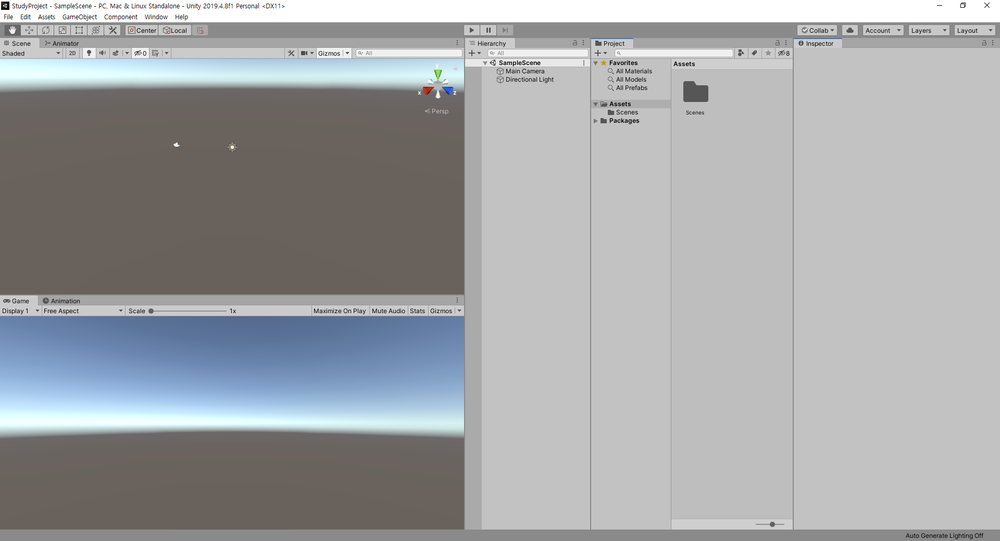 StudyProject - SampleScene - PC, Mac & Linux Standalone - Unity 2019.4.8f1 Personal <DX11>
File Edit Assets GameObject Component Window Help
Center Local Collab Account Layers Layout
Scene Animator
Shaded 2D 0 Gizmos All
y
x z
Persp
Game Animation
Display 1 Free Aspect Scale 1x Maximize On Play Mute Audio Stats Gizmos
Hierarchy
All
SampleScene
Main Camera
Directional Light
Project
8
Favorites
All Materials
All Models
All Prefabs
Assets
Scenes
Packages
Assets
Scenes
Inspector
Auto Generate Lighting Off